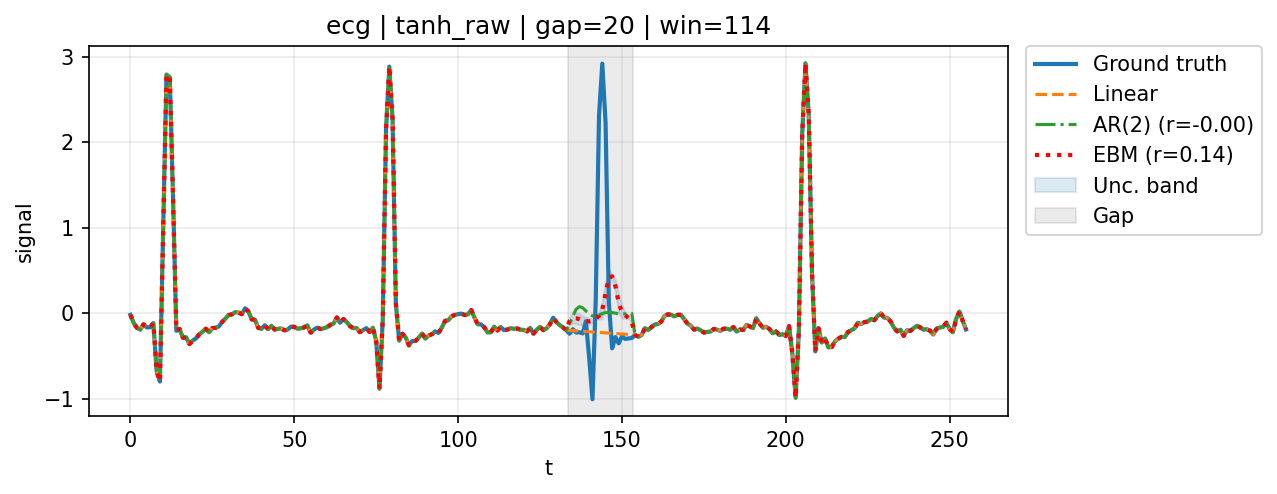 ecg | tanh_raw | gap=20 | win=114
3
2
1
0
−1
signal
0
50
100
150
200
250
t
Ground truth
Linear
AR(2) (r=-0.00)
EBM (r=0.14)
Unc. band
Gap